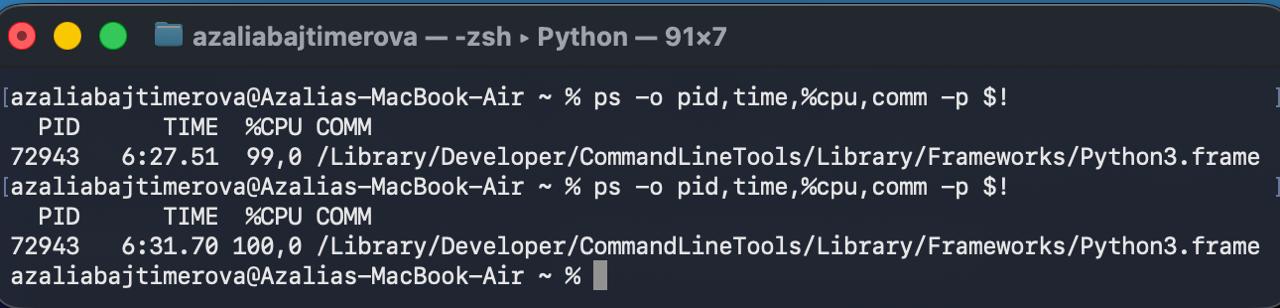 azaliabajtimerova — -zsh ▸ Python — 91×7
[azaliabajtimerova@Azalias-MacBook-Air ~ % ps -o pid,time,%cpu,comm -p $! ]
  PID      TIME  %CPU COMM
72943   6:27.51  99,0 /Library/Developer/CommandLineTools/Library/Frameworks/Python3.frame
[azaliabajtimerova@Azalias-MacBook-Air ~ % ps -o pid,time,%cpu,comm -p $! ]
  PID      TIME  %CPU COMM
72943   6:31.70 100,0 /Library/Developer/CommandLineTools/Library/Frameworks/Python3.frame
azaliabajtimerova@Azalias-MacBook-Air ~ %